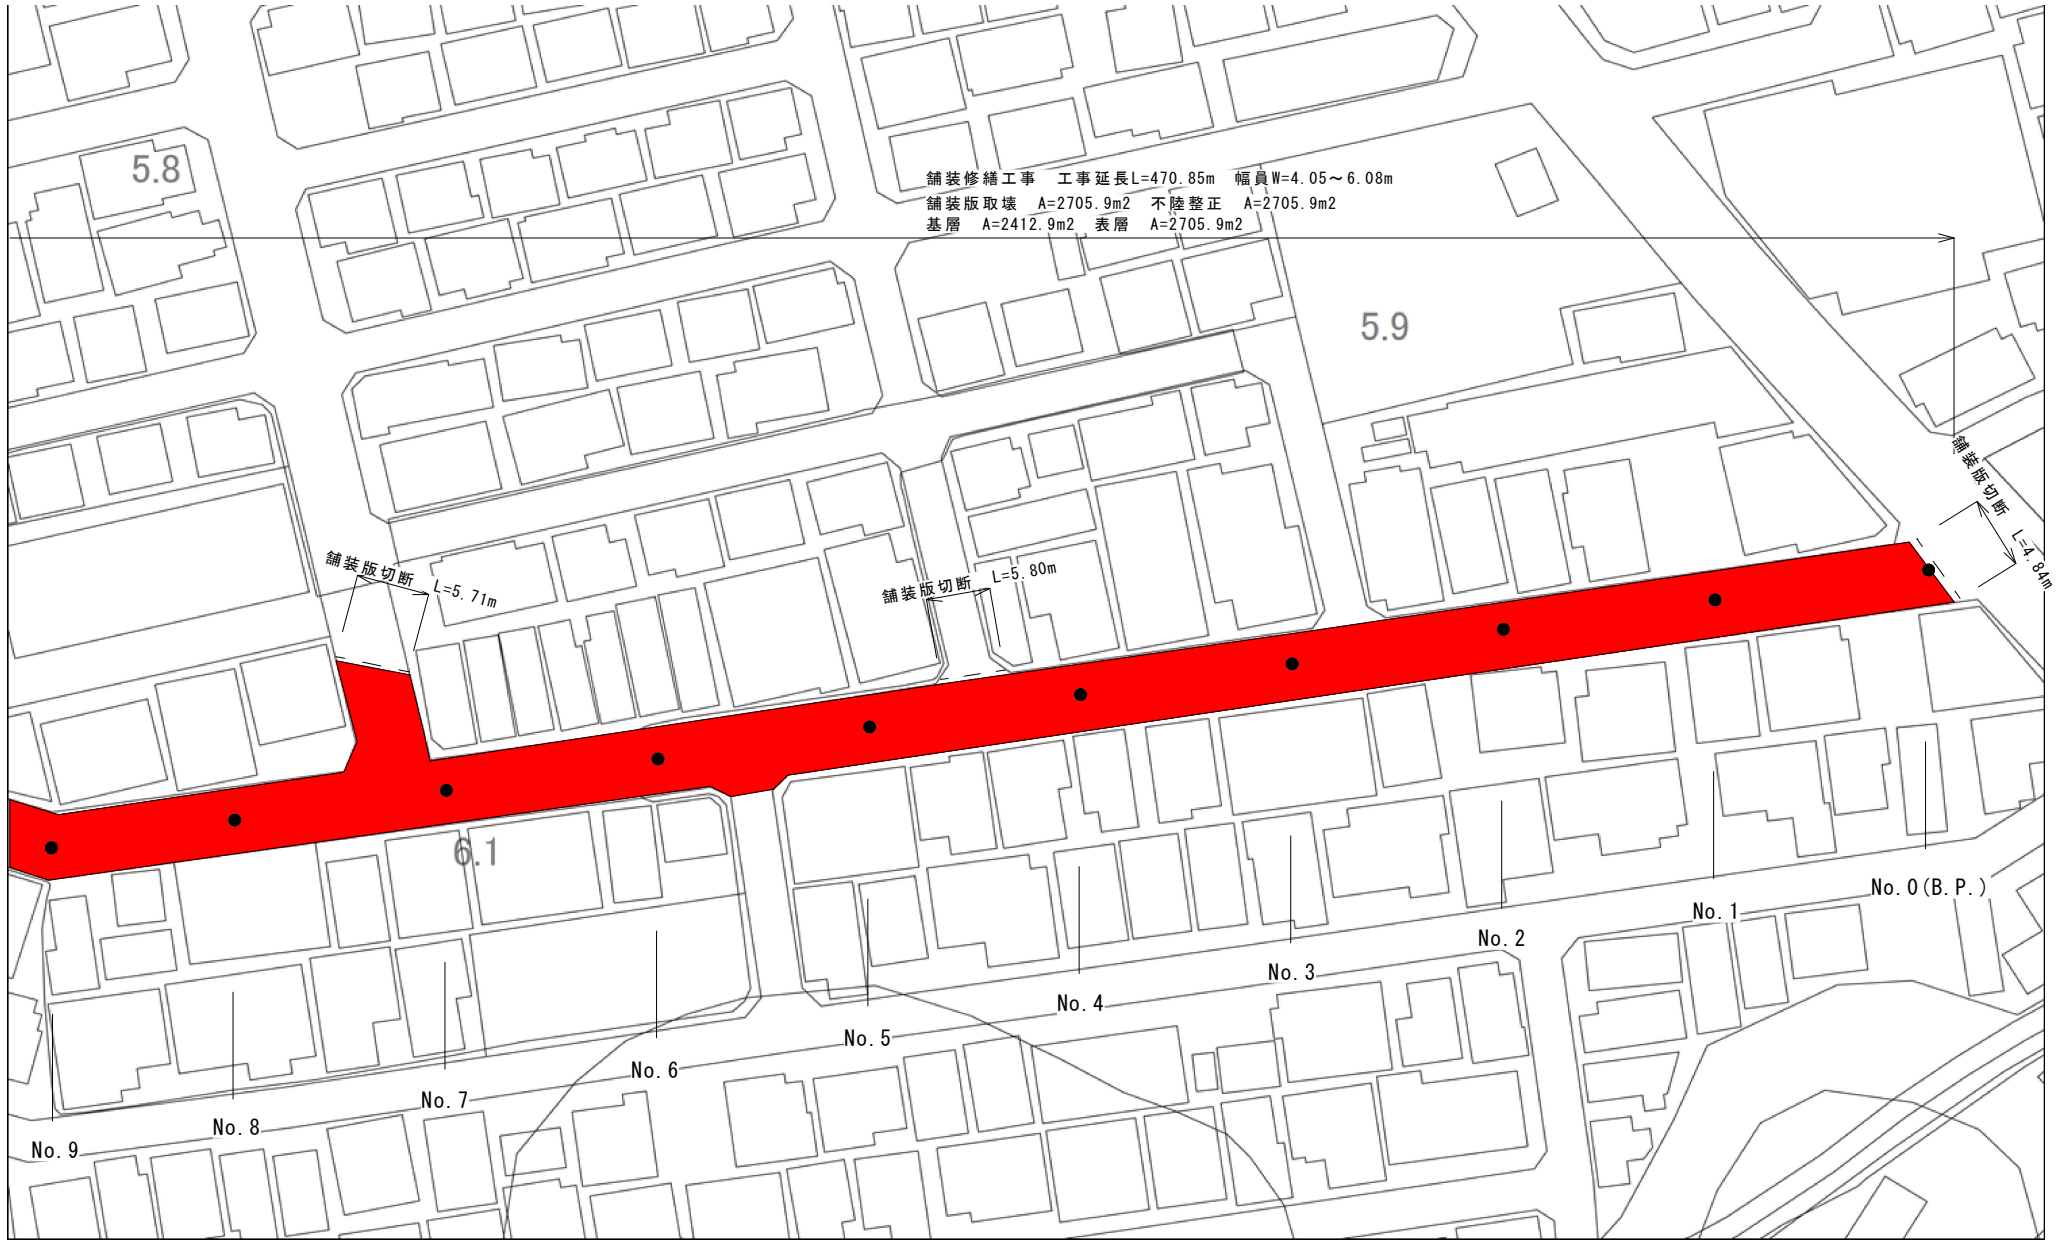 5.8
舗装修繕工事　工事延長L=470.85m　幅員W=4.05～6.08m
舗装版取壊　A=2705.9m2　不陸整正　A=2705.9m2
基層　A=2412.9m2　表層　A=2705.9m2
5.9
舗装版切断　L=4.84m
舗装版切断　L=5.71m
舗装版切断　L=5.80m
6.1
No.0(B.P.)
No.1
No.2
No.3
No.4
No.5
No.6
No.7
No.8
No.9